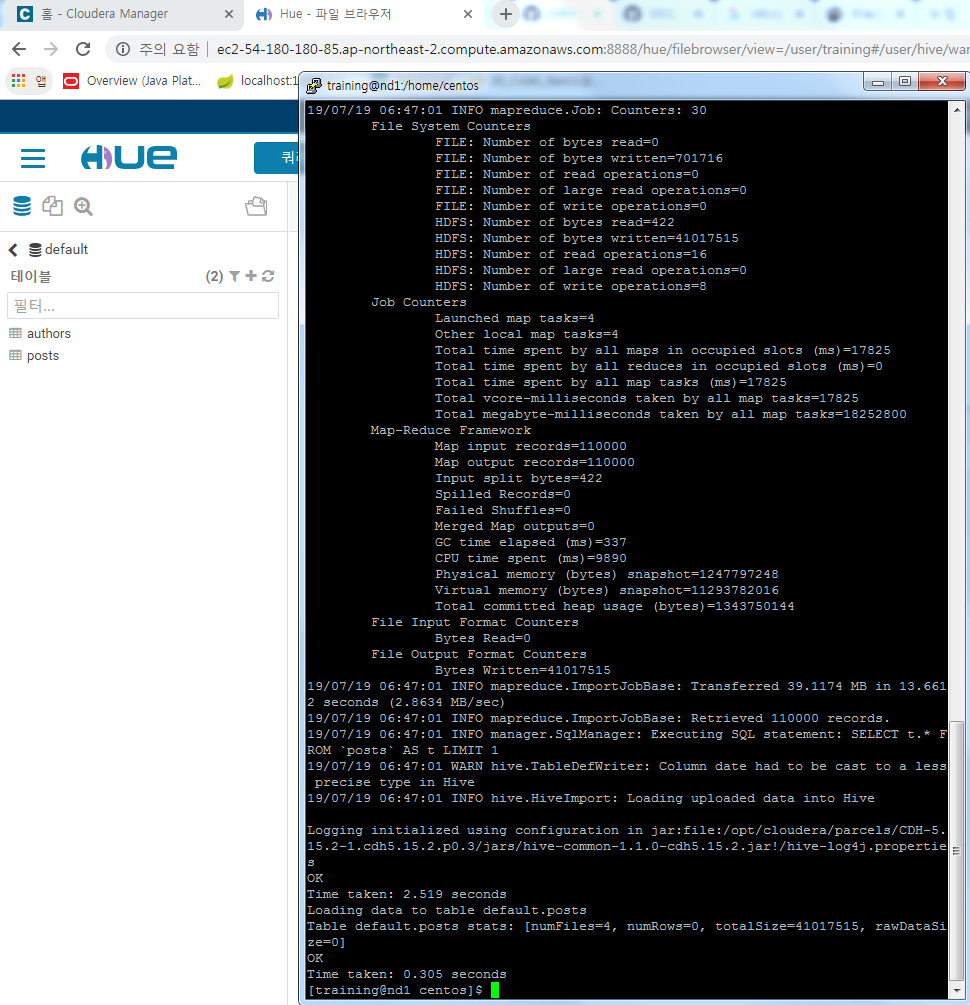 홈 - Cloudera Manager
Hue - 파일 브라우저
주의 요함
ec2-54-180-180-85.ap-northeast-2.compute.amazonaws.com:8888/hue/filebrowser/view=/user/training#/user/hive/war
앱
Overview (Java Plat...
localhost:1
training@nd1:/home/centos
HUE
쿼리
default
테이블
(2)
필터...
authors
posts
19/07/19 06:47:01 INFO mapreduce.Job: Counters: 30
File System Counters
FILE: Number of bytes read=0
FILE: Number of bytes written=701716
FILE: Number of read operations=0
FILE: Number of large read operations=0
FILE: Number of write operations=0
HDFS: Number of bytes read=422
HDFS: Number of bytes written=41017515
HDFS: Number of read operations=16
HDFS: Number of large read operations=0
HDFS: Number of write operations=8
Job Counters
Launched map tasks=4
Other local map tasks=4
Total time spent by all maps in occupied slots (ms)=17825
Total time spent by all reduces in occupied slots (ms)=0
Total time spent by all map tasks (ms)=17825
Total vcore-milliseconds taken by all map tasks=17825
Total megabyte-milliseconds taken by all map tasks=18252800
Map-Reduce Framework
Map input records=110000
Map output records=110000
Input split bytes=422
Spilled Records=0
Failed Shuffles=0
Merged Map outputs=0
GC time elapsed (ms)=337
CPU time spent (ms)=9890
Physical memory (bytes) snapshot=1247797248
Virtual memory (bytes) snapshot=11293782016
Total committed heap usage (bytes)=1343750144
File Input Format Counters
Bytes Read=0
File Output Format Counters
Bytes Written=41017515
19/07/19 06:47:01 INFO mapreduce.ImportJobBase: Transferred 39.1174 MB in 13.661
2 seconds (2.8634 MB/sec)
19/07/19 06:47:01 INFO mapreduce.ImportJobBase: Retrieved 110000 records.
19/07/19 06:47:01 INFO manager.SqlManager: Executing SQL statement: SELECT t.* F
ROM `posts` AS t LIMIT 1
19/07/19 06:47:01 WARN hive.TableDefWriter: Column date had to be cast to a less
precise type in Hive
19/07/19 06:47:01 INFO hive.HiveImport: Loading uploaded data into Hive
Logging initialized using configuration in jar:file:/opt/cloudera/parcels/CDH-5.
15.2-1.cdh5.15.2.p0.3/jars/hive-common-1.1.0-cdh5.15.2.jar!/hive-log4j.propertie
s
OK
Time taken: 2.519 seconds
Loading data to table default.posts
Table default.posts stats: [numFiles=4, numRows=0, totalSize=41017515, rawDataSi
ze=0]
OK
Time taken: 0.305 seconds
[training@nd1 centos]$